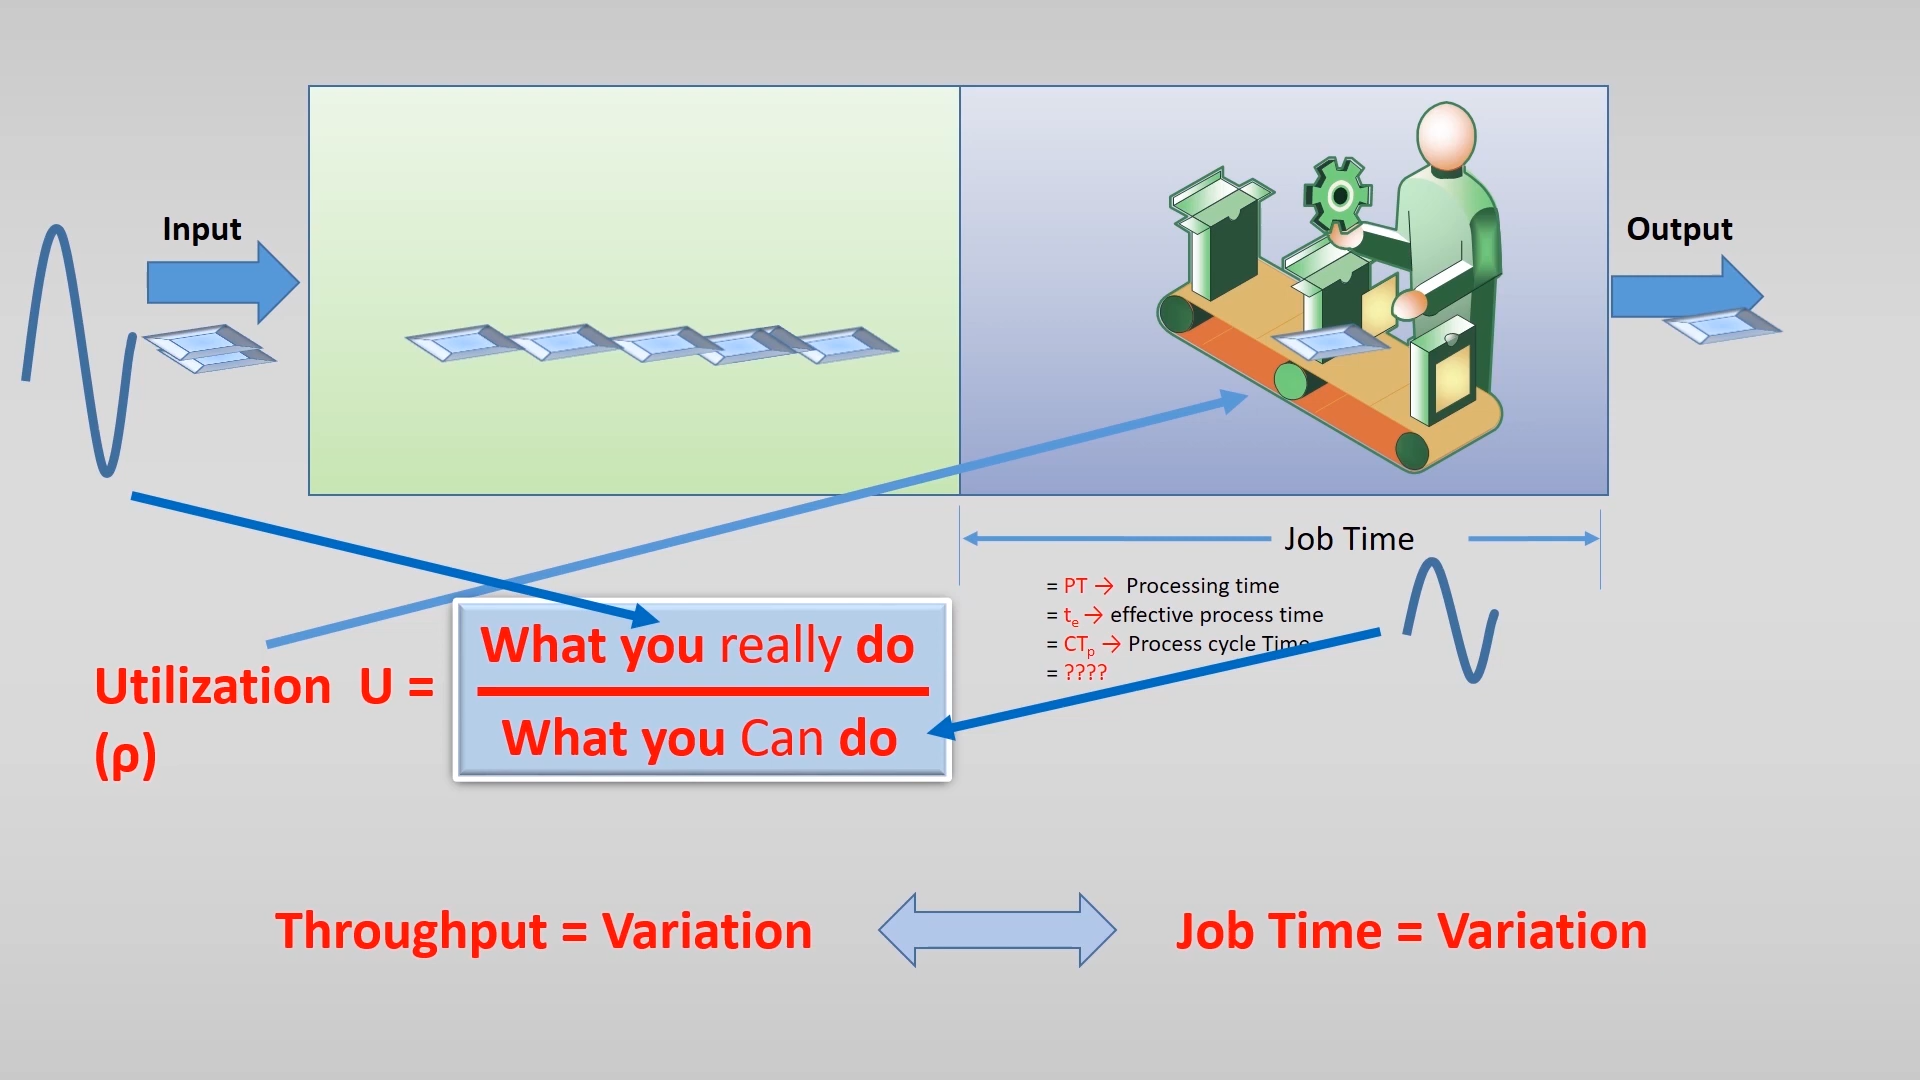 Input
Output
Job Time
= PT → Processing time
= te → effective process time
= CTp → Process cycle Time
= ????
What you really do
Utilization U =
What you Can do
(ρ)
Throughput = Variation
Job Time = Variation